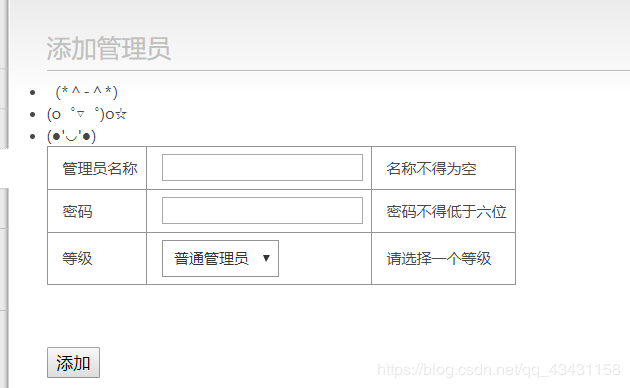 添加管理员
(*^-^*)
(o゜▽゜)o☆
(●'◡'●)
管理员名称 名称不得为空
密码 密码不得低于六位
等级 普通管理员 ▼ 请选择一个等级
添加
https://blog.csdn.net/qq_43431158